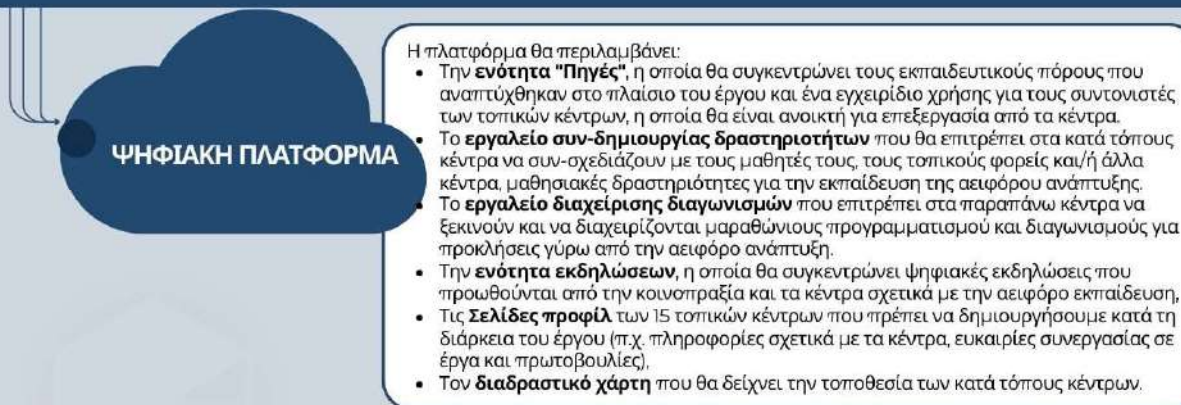 ΨΗΦΙΑΚΗ ΠΛΑΤΦΟΡΜΑ
Η πλατφόρμα θα περιλαμβάνει:
• Την ενότητα "Πηγές", η οποία θα συγκεντρώνει τους εκπαιδευτικούς πόρους που
αναπτύχθηκαν στο πλαίσιο του έργου και ένα εγχειρίδιο χρήσης για τους συντονιστές
των τοπικών κέντρων, η οποία θα είναι ανοικτή για επεξεργασία από τα κέντρα.
• Το εργαλείο συν-δημιουργίας δραστηριοτήτων που θα επιτρέπει στα κατά τόπους
κέντρα να συν-σχεδιάζουν με τους μαθητές τους, τους τοπικούς φορείς και/ή άλλα
κέντρα, μαθησιακές δραστηριότητες για την εκπαίδευση της αειφόρου ανάπτυξης.
• Το εργαλείο διαχείρισης διαγωνισμών που επιτρέπει στα παραπάνω κέντρα να
ξεκινούν και να διαχειρίζονται μαραθώνιους προγραμματισμού και διαγωνισμούς για
προκλήσεις γύρω από την αειφόρο ανάπτυξη.
• Την ενότητα εκδηλώσεων, η οποία θα συγκεντρώνει ψηφιακές εκδηλώσεις που
προωθούνται από την κοινοπραξία και τα κέντρα σχετικά με την αειφόρο εκπαίδευση,
• Τις Σελίδες προφίλ των 15 τοπικών κέντρων που πρέπει να δημιουργήσουμε κατά τη
διάρκεια του έργου (π.χ. πληροφορίες σχετικά με τα κέντρα, ευκαιρίες συνεργασίας σε
έργα και πρωτοβουλίες),
• Τον διαδραστικό χάρτη που θα δείχνει την τοποθεσία των κατά τόπους κέντρων.